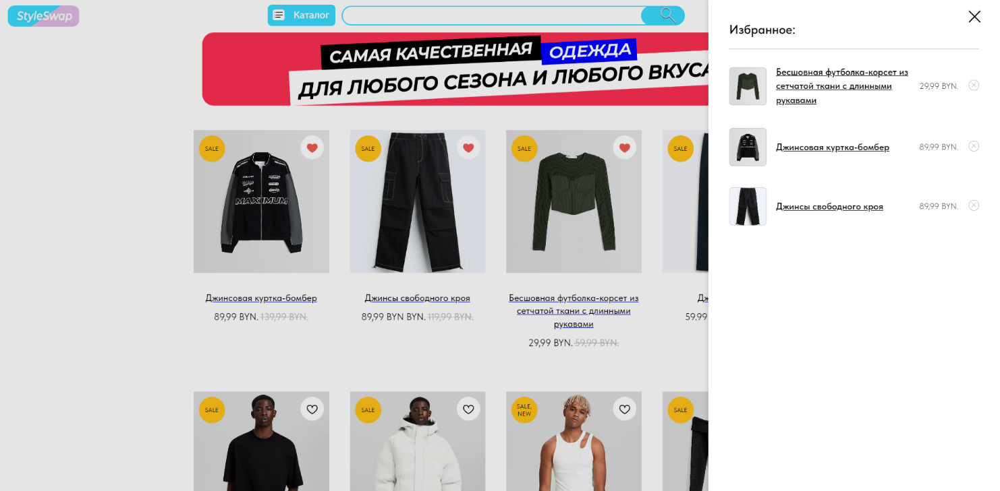 StyleSwap
Каталог
САМАЯ КАЧЕСТВЕННАЯ ОДЕЖДА
ДЛЯ ЛЮБОГО СЕЗОНА И ЛЮБОГО ВКУСА
SALE
SALE
SALE
SALE
MAXIMUM
Джинсовая куртка-бомбер
89,99 BYN. 139,99 BYN.
Джинсы свободного кроя
89,99 BYN BYN. 119,99 BYN.
Бесшовная футболка-корсет из
сетчатой ткани с длинными
рукавами
29,99 BYN. 59,99 BYN.
Дж
59.99
SALE
SALE
SALE,
NEW
SALE
Избранное:
Бесшовная футболка-корсет из
сетчатой ткани с длинными
рукавами
29,99 BYN.
Джинсовая куртка-бомбер
89,99 BYN.
Джинсы свободного кроя
89,99 BYN.